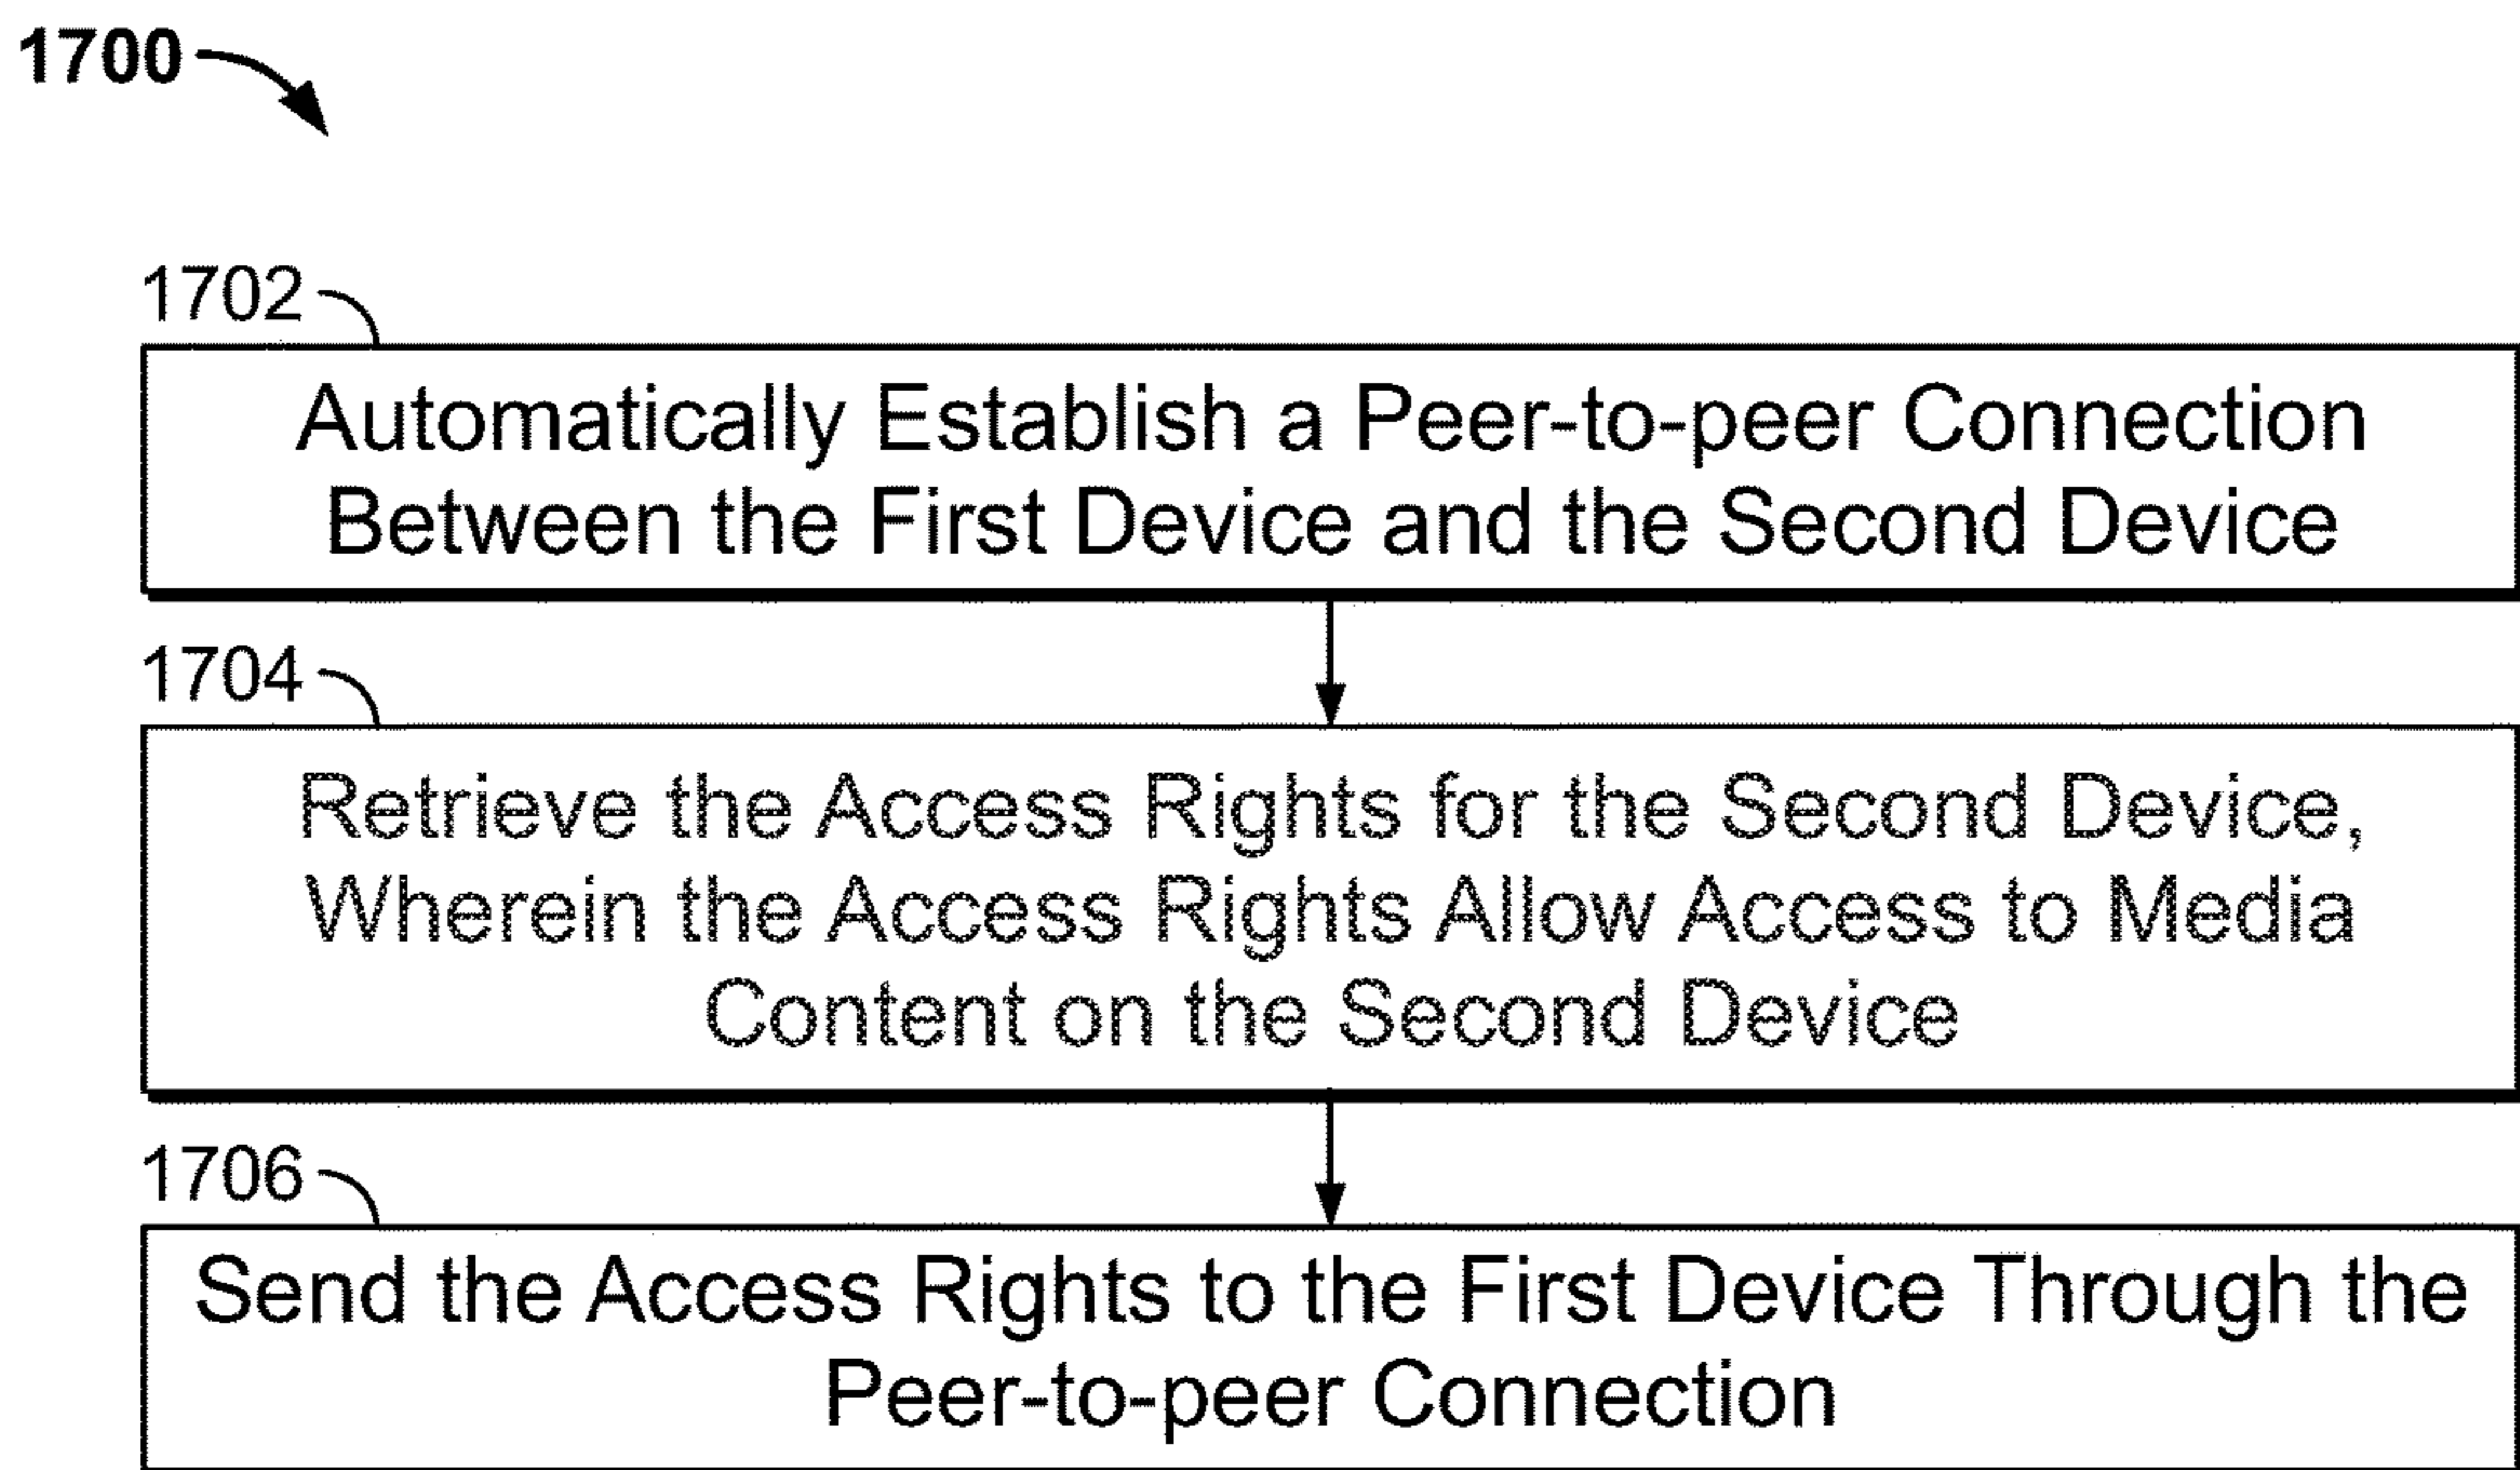 1700
1702
Automatically Establish a Peer-to-peer Connection
Between the First Device and the Second Device
1704
Retrieve the Access Rights for the Second Device,
Wherein the Access Rights Allow Access to Media
Content on the Second Device
1706
Send the Access Rights to the First Device Through the
Peer-to-peer Connection